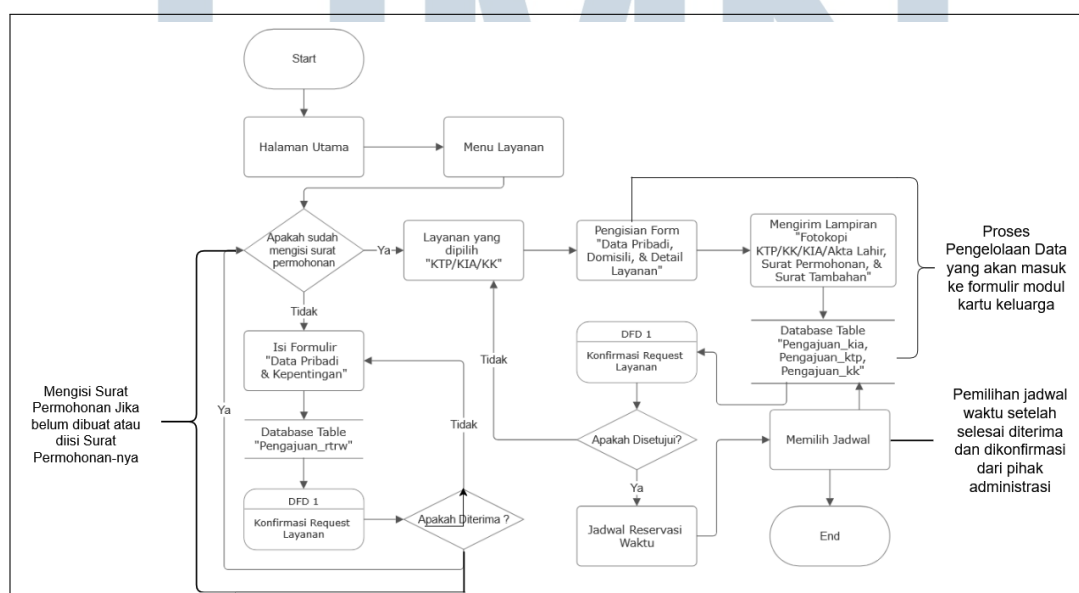 Start
Halaman Utama
Menu Layanan
Apakah sudah
mengisi surat
permohonan
Ya
Layanan yang
dipilih
"KTP/KIA/KK"
Pengisian Form
"Data Pribadi,
Domisili, & Detail
Layanan"
Mengirim Lampiran
"Fotokopi
KTP/KK/KIA/Akta Lahir,
Surat Permohonan, &
Surat Tambahan"
Proses
Pengelolaan Data
yang akan masuk
ke formulir modul
kartu keluarga
Tidak
Isi Formulir
"Data Pribadi
& Kepentingan"
Database Table
"Pengajuan_rtrw"
DFD 1
Konfirmasi Request
Layanan
Apakah Diterima ?
Tidak
Ya
Mengisi Surat
Permohonan Jika
belum dibuat atau
diisi Surat
Permohonan-nya
Database Table
"Pengajuan_kia,
Pengajuan_ktp,
Pengajuan_kk"
DFD 1
Konfirmasi Request
Layanan
Tidak
Apakah Disetujui?
Ya
Jadwal Reservasi
Waktu
Memilih Jadwal
Pemilihan jadwal
waktu setelah
selesai diterima
dan dikonfirmasi
dari pihak
administrasi
End